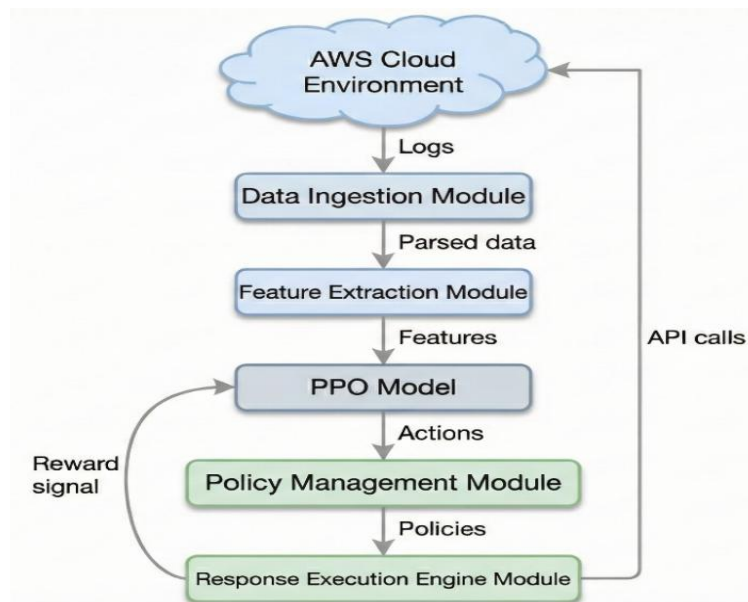 AWS Cloud
Environment
Logs
Data Ingestion Module
Parsed data
Feature Extraction Module
Features
API calls
PPO Model
Actions
Reward
signal
Policy Management Module
Policies
Response Execution Engine Module